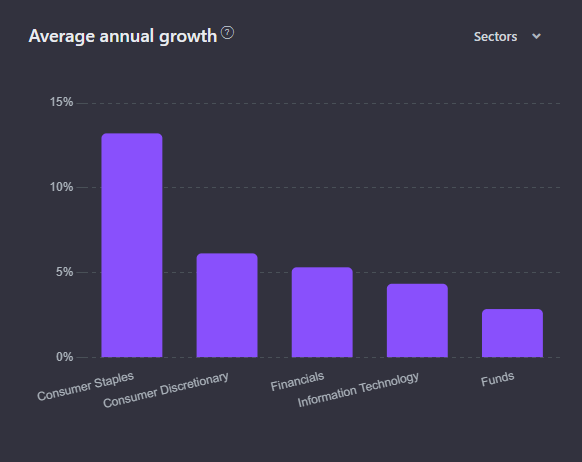 Average annual growth ?
Sectors
15%
10%
5%
0%
Consumer Staples
Consumer Discretionary
Financials
Information Technology
Funds